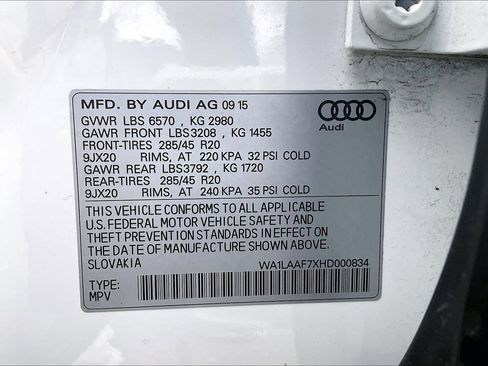 MFD. BY AUDI AG 09 15
GVWR LBS 6570 , KG 2980
GAWR FRONT LBS3208 , KG 1455
FRONT-TIRES 285/45 R20
9JX20 RIMS, AT 220 KPA 32 PSI COLD
GAWR REAR LBS3792 , KG 1720
REAR-TIRES 285/45 R20
9JX20 RIMS, AT 240 KPA 35 PSI COLD
Audi
THIS VEHICLE CONFORMS TO ALL APPLICABLE
U.S. FEDERAL MOTOR VEHICLE SAFETY AND
THEFT PREVENTION STANDARDS IN EFFECT ON
THE DATE OF MANUFACTURE SHOWN ABOVE.
SLOVAKIA WA1LAAF7XHD000834
TYPE:
MPV